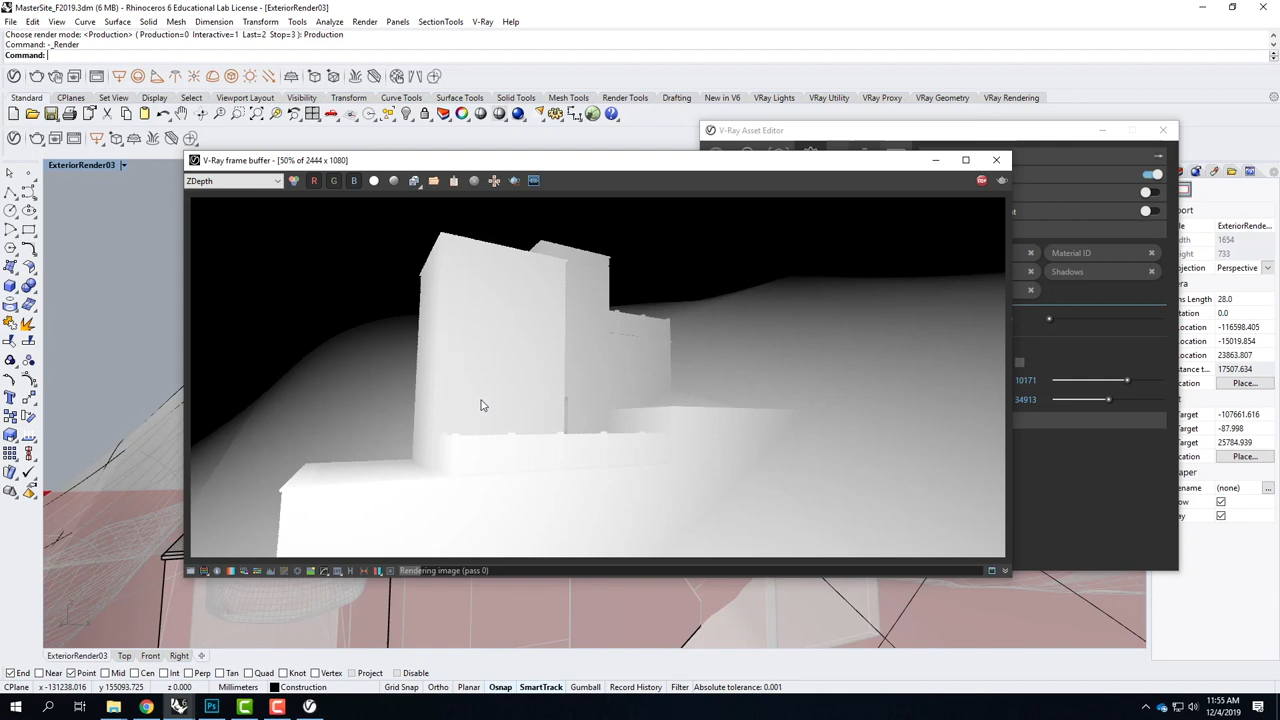 MasterSite_F2019.3dm (6 MB) - Rhinoceros 6 Educational Lab License - [ExteriorRender03]
File Edit View Curve Surface Solid Mesh Dimension Transform Tools Analyze Render Panels SectionTools V-Ray Help
Choose render mode: <Production> ( Production=0 Interactive=1 Last=2 Stop=3 ): Production
Command: -_Render
Command:
Standard CPlanes Set View Display Select Viewport Layout Visibility Transform Curve Tools Surface Tools Solid Tools Mesh Tools Render Tools Drafting New in V6 VRay Lights VRay Utility VRay Proxy VRay Geometry VRay Rendering
V-Ray Asset Editor
ExteriorRender03
V-Ray frame buffer - [50% of 2444 x 1080]
ZDepth R G B
STOP
port
ExteriorRende...
1654
733
Perspective
28.0
0.0
-116598.405
-15019.854
23863.807
17507.634
Place...
Target -107661.616
Target -87.998
Target 25784.939
Place...
(none) ...
Material ID
Shadows
10171
34913
Rendering image (pass 0)
ExteriorRender03 Top Front Right
End Near Point Mid Cen Int Perp Tan Quad Knot Vertex Project Disable
CPlane x -131238.016 y 155093.725 z 0.000 Millimeters Construction Grid Snap Ortho Planar Osnap SmartTrack Gumball Record History Filter Absolute tolerance: 0.001
11:55 AM
12/4/2019